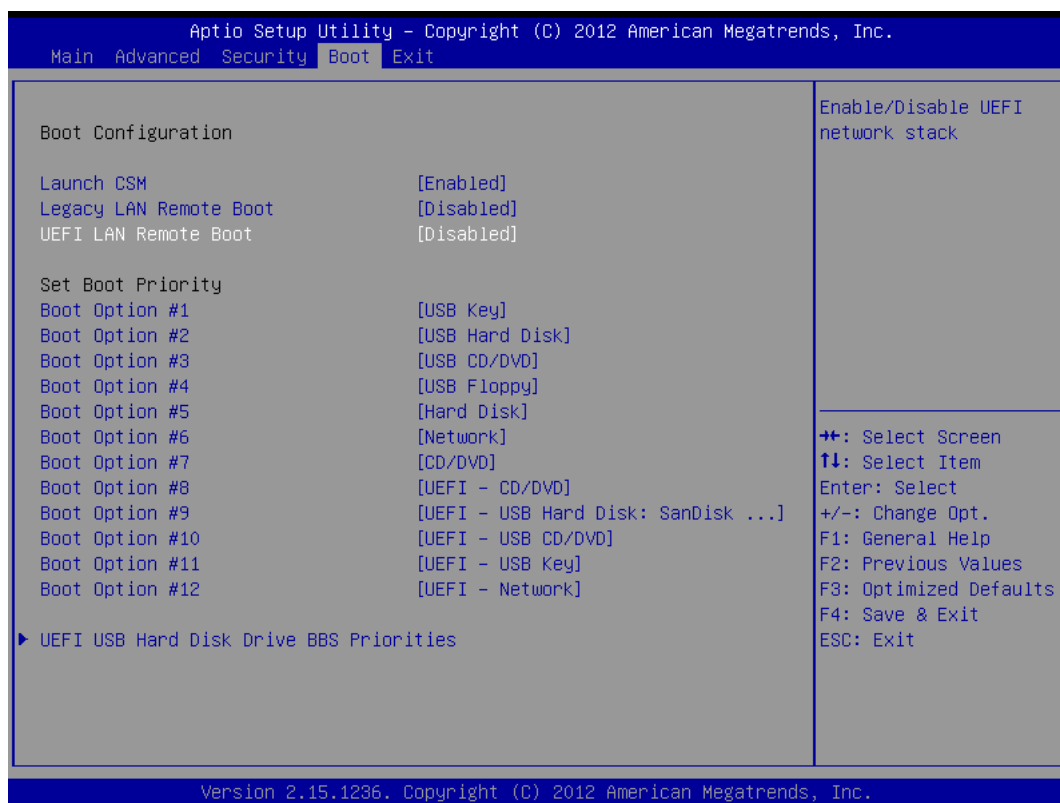 Aptio Setup Utility – Copyright (C) 2012 American Megatrends, Inc.
Main Advanced Security Boot Exit
Boot Configuration
Launch CSM [Enabled]
Legacy LAN Remote Boot [Disabled]
UEFI LAN Remote Boot [Disabled]
Set Boot Priority
Boot Option #1 [USB Key]
Boot Option #2 [USB Hard Disk]
Boot Option #3 [USB CD/DVD]
Boot Option #4 [USB Floppy]
Boot Option #5 [Hard Disk]
Boot Option #6 [Network]
Boot Option #7 [CD/DVD]
Boot Option #8 [UEFI – CD/DVD]
Boot Option #9 [UEFI – USB Hard Disk: SanDisk ...]
Boot Option #10 [UEFI – USB CD/DVD]
Boot Option #11 [UEFI – USB Key]
Boot Option #12 [UEFI – Network]
▶ UEFI USB Hard Disk Drive BBS Priorities
Enable/Disable UEFI
network stack
→←: Select Screen
↑↓: Select Item
Enter: Select
+/–: Change Opt.
F1: General Help
F2: Previous Values
F3: Optimized Defaults
F4: Save & Exit
ESC: Exit
Version 2.15.1236. Copyright (C) 2012 American Megatrends, Inc.